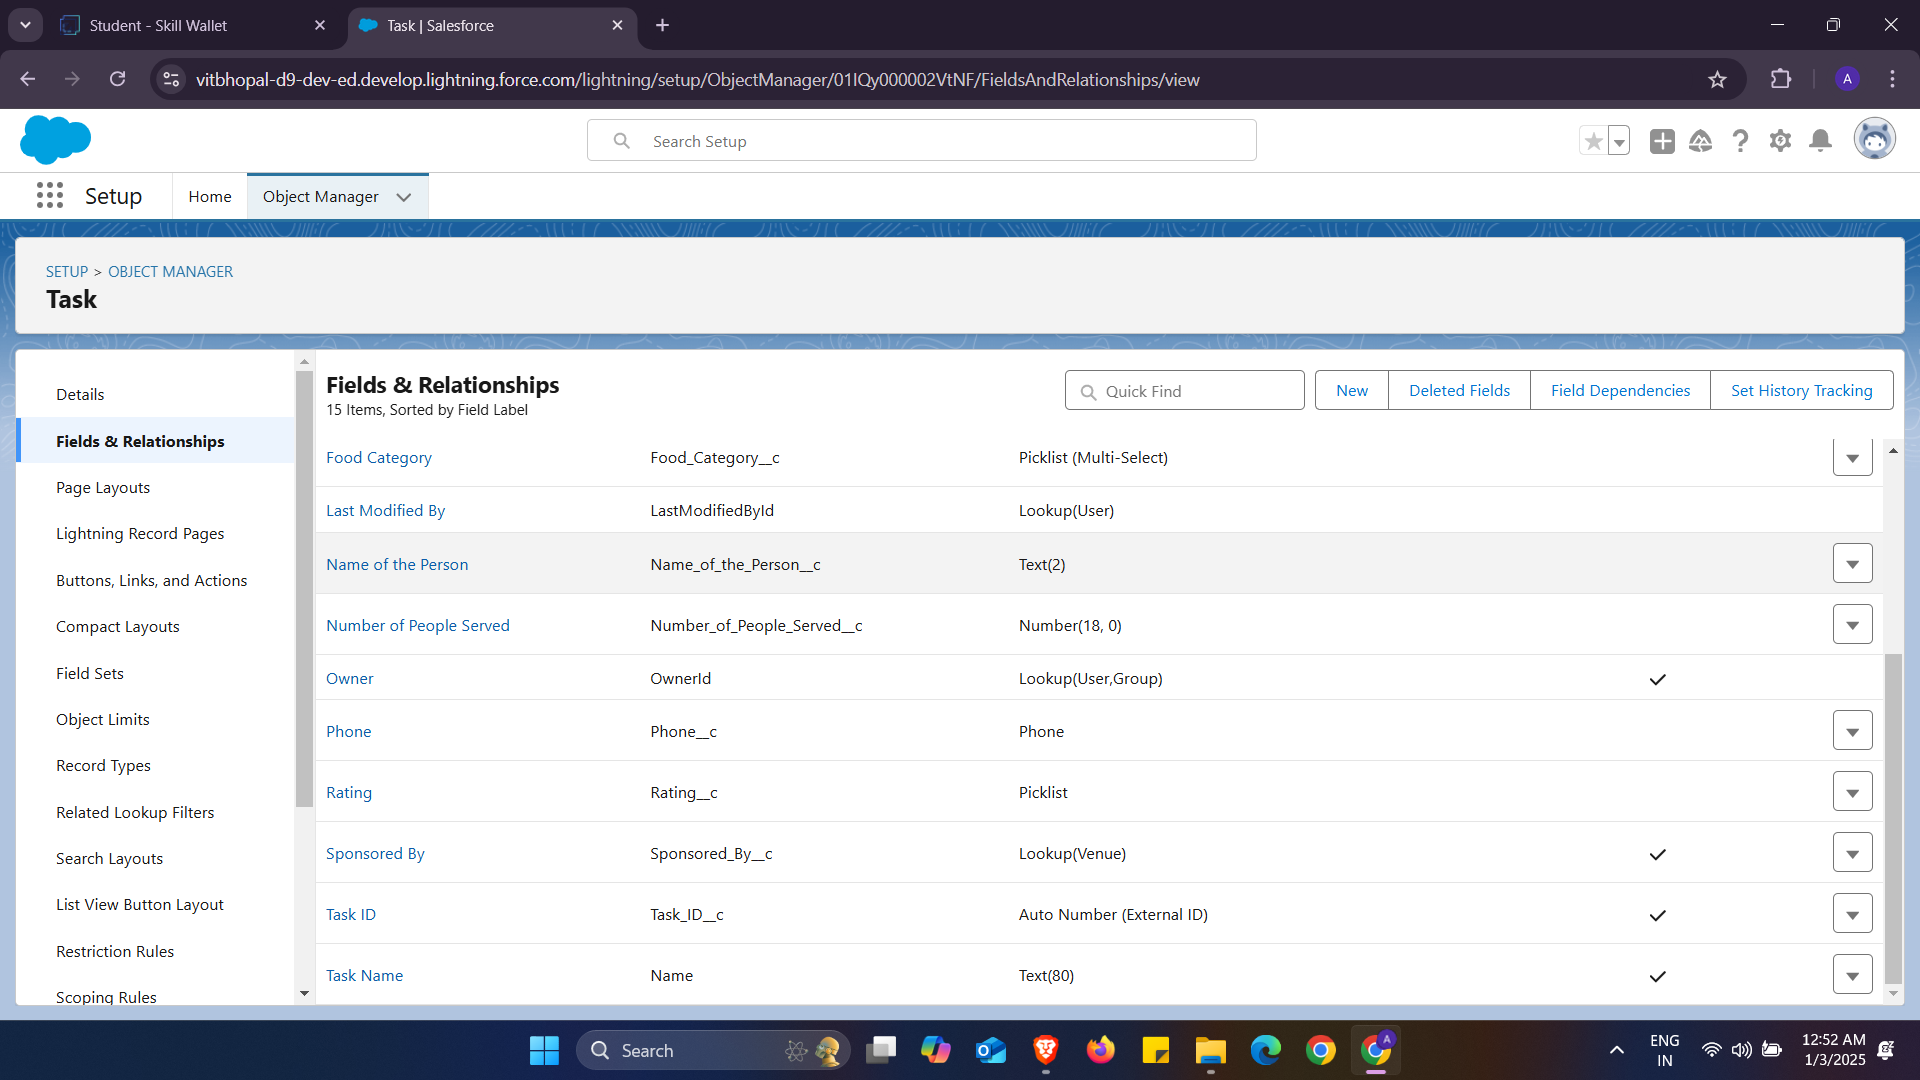 Student - Skill Wallet
Task | Salesforce
vitbhopal-d9-dev-ed.develop.lightning.force.com/lightning/setup/ObjectManager/01IQy000002VtNF/FieldsAndRelationships/view
A
Search Setup
Setup
Home
Object Manager
SETUP > OBJECT MANAGER
Task
Details
Fields & Relationships
Page Layouts
Lightning Record Pages
Buttons, Links, and Actions
Compact Layouts
Field Sets
Object Limits
Record Types
Related Lookup Filters
Search Layouts
List View Button Layout
Restriction Rules
Scoping Rules
Fields & Relationships
15 Items, Sorted by Field Label
Quick Find
New
Deleted Fields
Field Dependencies
Set History Tracking
Food Category Food_Category__c Picklist (Multi-Select)
Last Modified By LastModifiedById Lookup(User)
Name of the Person Name_of_the_Person__c Text(2)
Number of People Served Number_of_People_Served__c Number(18, 0)
Owner OwnerId Lookup(User,Group)
Phone Phone__c Phone
Rating Rating__c Picklist
Sponsored By Sponsored_By__c Lookup(Venue)
Task ID Task_ID__c Auto Number (External ID)
Task Name Name Text(80)
Search
A
ENG
IN
12:52 AM
1/3/2025